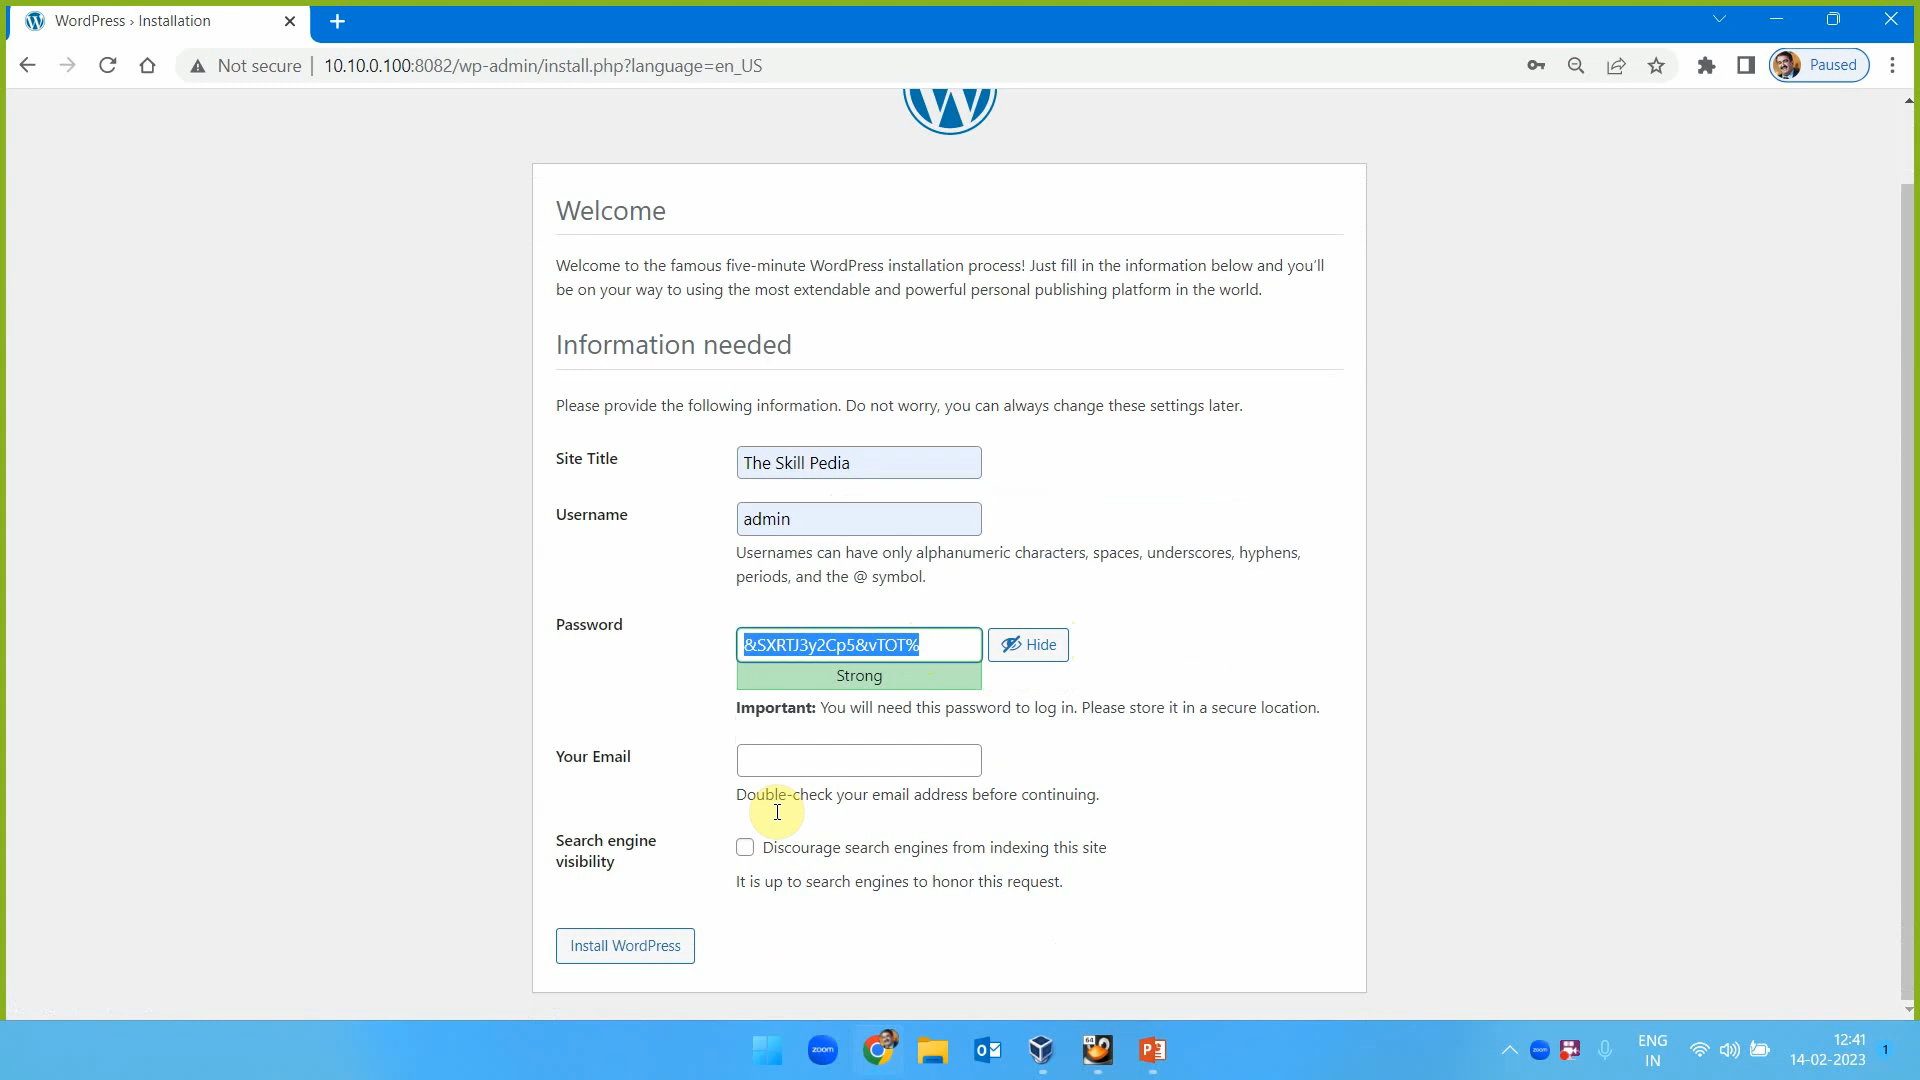 WordPress › Installation
Not secure
10.10.0.100:8082/wp-admin/install.php?language=en_US
Paused
Welcome
Welcome to the famous five-minute WordPress installation process! Just fill in the information below and you’ll
be on your way to using the most extendable and powerful personal publishing platform in the world.
Information needed
Please provide the following information. Do not worry, you can always change these settings later.
Site Title
The Skill Pedia
Username
admin
Usernames can have only alphanumeric characters, spaces, underscores, hyphens,
periods, and the @ symbol.
Password
&SXRTJ3y2Cp5&vTOT%
Hide
Strong
Important: You will need this password to log in. Please store it in a secure location.
Your Email
Double-check your email address before continuing.
Search engine
visibility
Discourage search engines from indexing this site
It is up to search engines to honor this request.
Install WordPress
zoom
64
zoom
ENG
IN
12:41
14-02-2023
1